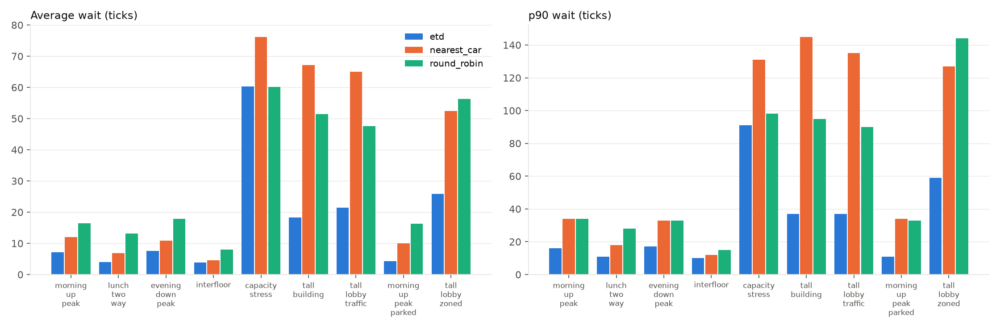 Average wait (ticks)
80
70
60
50
40
30
20
10
0
etd
nearest_car
round_robin
morning
up
peak
lunch
two
way
evening
down
peak
interfloor
capacity
stress
tall
building
tall
lobby
traffic
morning
up
peak
parked
tall
lobby
zoned
p90 wait (ticks)
140
120
100
80
60
40
20
0
morning
up
peak
lunch
two
way
evening
down
peak
interfloor
capacity
stress
tall
building
tall
lobby
traffic
morning
up
peak
parked
tall
lobby
zoned